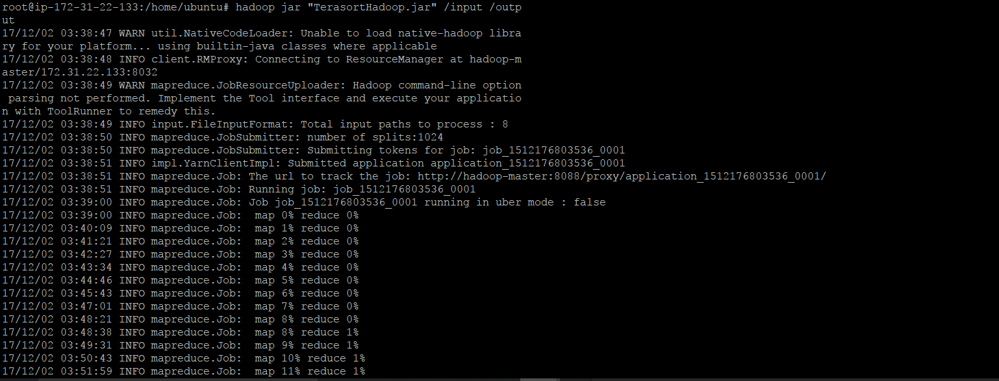 root@ip-172-31-22-133:/home/ubuntu# hadoop jar "TerasortHadoop.jar" /input /outp
ut
17/12/02 03:38:47 WARN util.NativeCodeLoader: Unable to load native-hadoop libra
ry for your platform... using builtin-java classes where applicable
17/12/02 03:38:48 INFO client.RMProxy: Connecting to ResourceManager at hadoop-m
aster/172.31.22.133:8032
17/12/02 03:38:49 WARN mapreduce.JobResourceUploader: Hadoop command-line option
 parsing not performed. Implement the Tool interface and execute your applicatio
n with ToolRunner to remedy this.
17/12/02 03:38:49 INFO input.FileInputFormat: Total input paths to process : 8
17/12/02 03:38:50 INFO mapreduce.JobSubmitter: number of splits:1024
17/12/02 03:38:50 INFO mapreduce.JobSubmitter: Submitting tokens for job: job_1512176803536_0001
17/12/02 03:38:51 INFO impl.YarnClientImpl: Submitted application application_1512176803536_0001
17/12/02 03:38:51 INFO mapreduce.Job: The url to track the job: http://hadoop-master:8088/proxy/application_1512176803536_0001/
17/12/02 03:38:51 INFO mapreduce.Job: Running job: job_1512176803536_0001
17/12/02 03:39:00 INFO mapreduce.Job: Job job_1512176803536_0001 running in uber mode : false
17/12/02 03:39:00 INFO mapreduce.Job:  map 0% reduce 0%
17/12/02 03:40:09 INFO mapreduce.Job:  map 1% reduce 0%
17/12/02 03:41:21 INFO mapreduce.Job:  map 2% reduce 0%
17/12/02 03:42:27 INFO mapreduce.Job:  map 3% reduce 0%
17/12/02 03:43:34 INFO mapreduce.Job:  map 4% reduce 0%
17/12/02 03:44:46 INFO mapreduce.Job:  map 5% reduce 0%
17/12/02 03:45:43 INFO mapreduce.Job:  map 6% reduce 0%
17/12/02 03:47:01 INFO mapreduce.Job:  map 7% reduce 0%
17/12/02 03:48:21 INFO mapreduce.Job:  map 8% reduce 0%
17/12/02 03:48:38 INFO mapreduce.Job:  map 8% reduce 1%
17/12/02 03:49:31 INFO mapreduce.Job:  map 9% reduce 1%
17/12/02 03:50:43 INFO mapreduce.Job:  map 10% reduce 1%
17/12/02 03:51:59 INFO mapreduce.Job:  map 11% reduce 1%